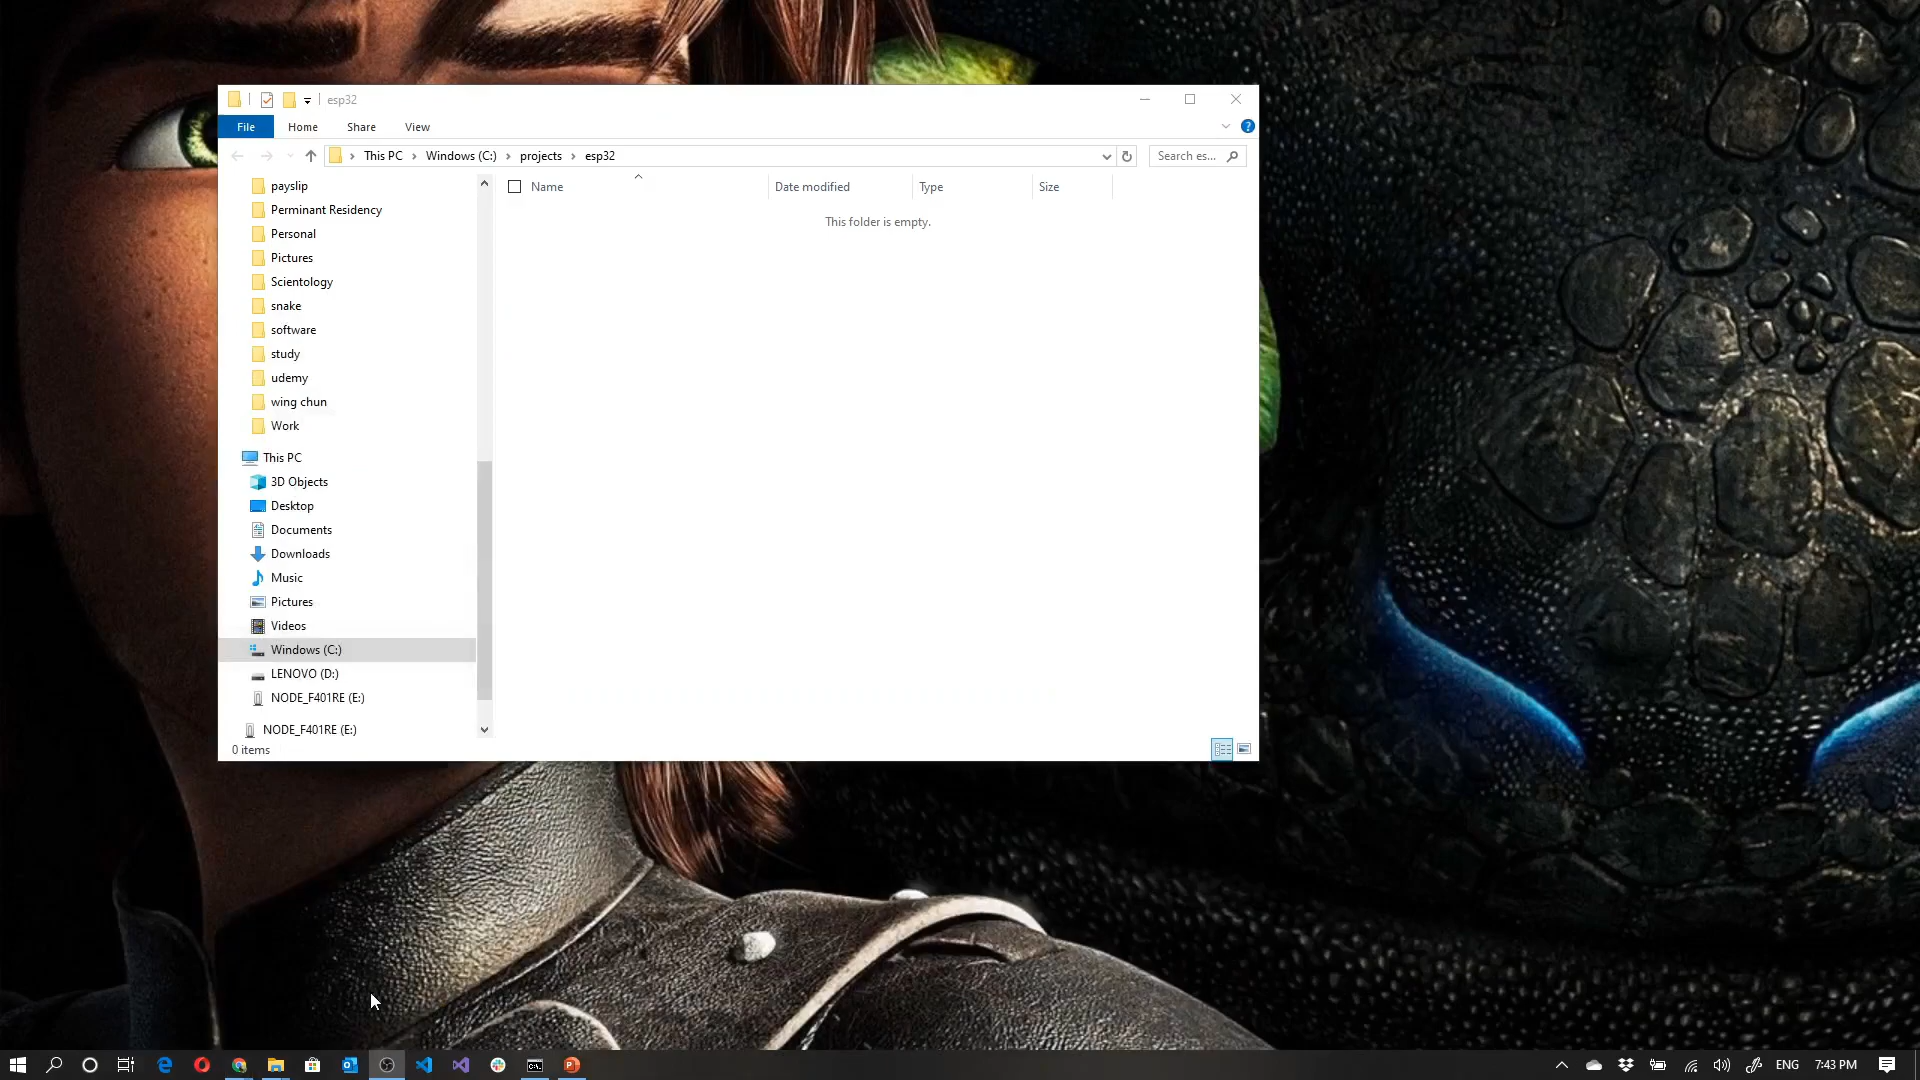 esp32
File Home Share View
This PC Windows (C:) projects esp32
Search es...
Name Date modified Type Size
This folder is empty.
payslip
Perminant Residency
Personal
Pictures
Scientology
snake
software
study
udemy
wing chun
Work
This PC
3D Objects
Desktop
Documents
Downloads
Music
Pictures
Videos
Windows (C:)
LENOVO (D:)
NODE_F401RE (E:)
NODE_F401RE (E:)
0 items
ENG 7:43 PM